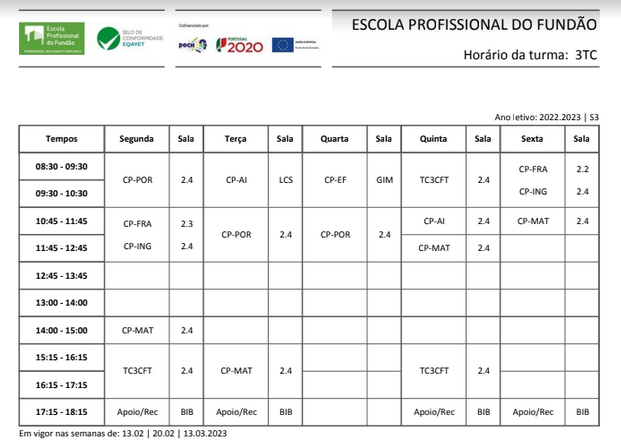 Escola
Profissional
do Fundão
SELO DE
CONFORMIDADE
EQAVET
Cofinanciado por:
POCH
PORTUGAL
2020
ESCOLA PROFISSIONAL DO FUNDÃO
Horário da turma: 3TC
Ano letivo: 2022.2023 | S3
Tempos Segunda Sala Terça Sala Quarta Sala Quinta Sala Sexta Sala
08:30 - 09:30
09:30 - 10:30
CP-POR 2.4 CP-AI LCS CP-EF GIM TC3CFT 2.4
CP-FRA 2.2
CP-ING 2.4
10:45 - 11:45
11:45 - 12:45
CP-FRA 2.3
CP-ING 2.4
CP-POR 2.4 CP-POR 2.4
CP-AI 2.4 CP-MAT 2.4
CP-MAT 2.4
12:45 - 13:45
13:00 - 14:00
14:00 - 15:00 CP-MAT 2.4
15:15 - 16:15
16:15 - 17:15
TC3CFT 2.4 CP-MAT 2.4 TC3CFT 2.4
17:15 - 18:15 Apoio/Rec BIB Apoio/Rec BIB Apoio/Rec BIB Apoio/Rec BIB
Em vigor nas semanas de: 13.02 | 20.02 | 13.03.2023